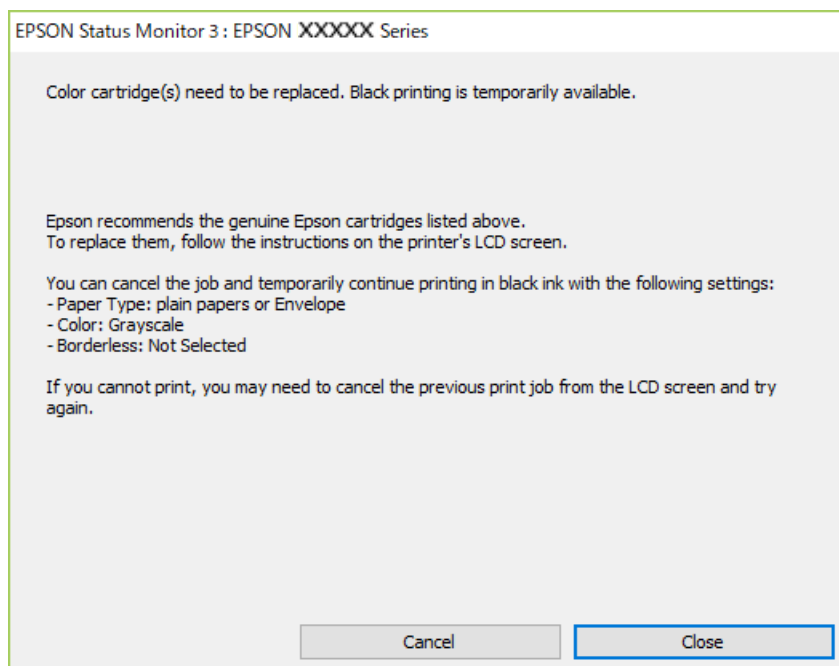 EPSON Status Monitor 3 : EPSON XXXXX Series
Color cartridge(s) need to be replaced. Black printing is temporarily available.
Epson recommends the genuine Epson cartridges listed above.
To replace them, follow the instructions on the printer's LCD screen.
You can cancel the job and temporarily continue printing in black ink with the following settings:
- Paper Type: plain papers or Envelope
- Color: Grayscale
- Borderless: Not Selected
If you cannot print, you may need to cancel the previous print job from the LCD screen and try
again.
Cancel
Close